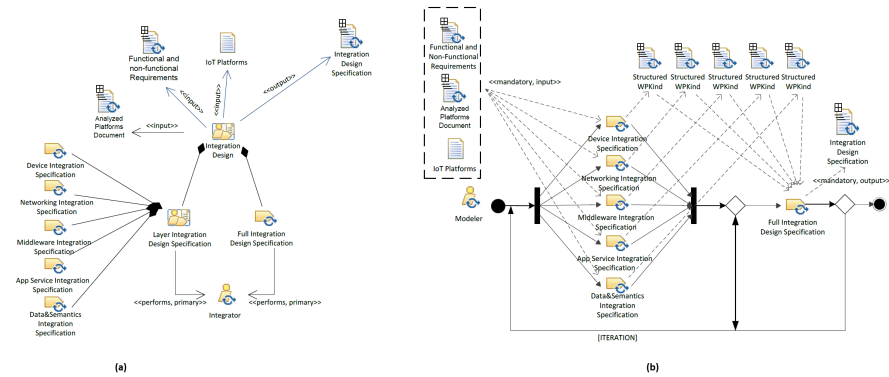 Functional and
non-functional
Requirements
IoT Platforms
Integration
Design
Specification
<<input>>
<<input>>
<<output>>
Analyzed
Platforms
Document
<<input>>
Integration
Design
Device Integration
Specification
Networking Integration
Specification
Middleware Integration
Specification
App Service Integration
Specification
Data&Semantics
Integration
Specification
Layer Integration
Design Specification
Full Integration
Design Specification
<<performs, primary>>
<<performs, primary>>
Integrator
(a)
Functional and
Non-Functional
Requirements
Analyzed
Platforms
Document
IoT Platforms
<<mandatory, input>>
Structured
WPKind
Structured
WPKind
Structured
WPKind
Structured
WPKind
Structured
WPKind
Device Integration
Specification
Networking Integration
Specification
Middleware Integration
Specification
App Service Integration
Specification
Data&Semantics
Integration
Specification
Modeler
Integration
Design
Specification
<<mandatory, output>>
Full Integration
Design Specification
[ITERATION]
(b)